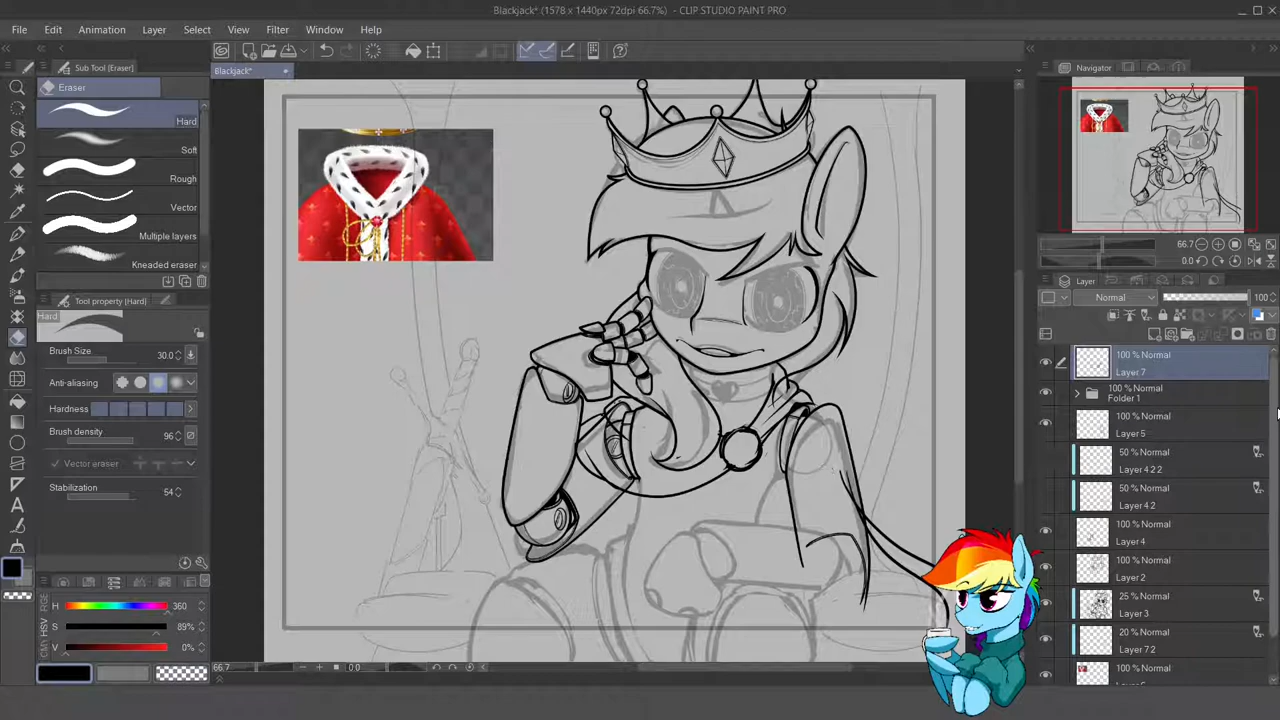 Blackjack* (1578 x 1440px 72dpi 66.7%) - CLIP STUDIO PAINT PRO
File Edit Animation Layer Select View Filter Window Help
Sub Tool [Eraser]
Blackjack*
Navigator
Eraser
Hard
Soft
Rough
Vector
Multiple layers
Kneaded eraser
Tool property [Hard]
Hard
Brush Size 30.0
Anti-aliasing
Hardness
Brush density 96
Vector eraser
Stabilization 54
H 360
S 89%
V 0%
66.7 0.0
66.7
0.0
Layer
Normal 100
100 % Normal
Layer 7
100 % Normal
Folder 1
100 % Normal
Layer 5
50 % Normal
Layer 4 2 2
50 % Normal
Layer 4 2
100 % Normal
Layer 4
100 % Normal
Layer 2
25 % Normal
Layer 3
20 % Normal
Layer 7 2
100 % Normal